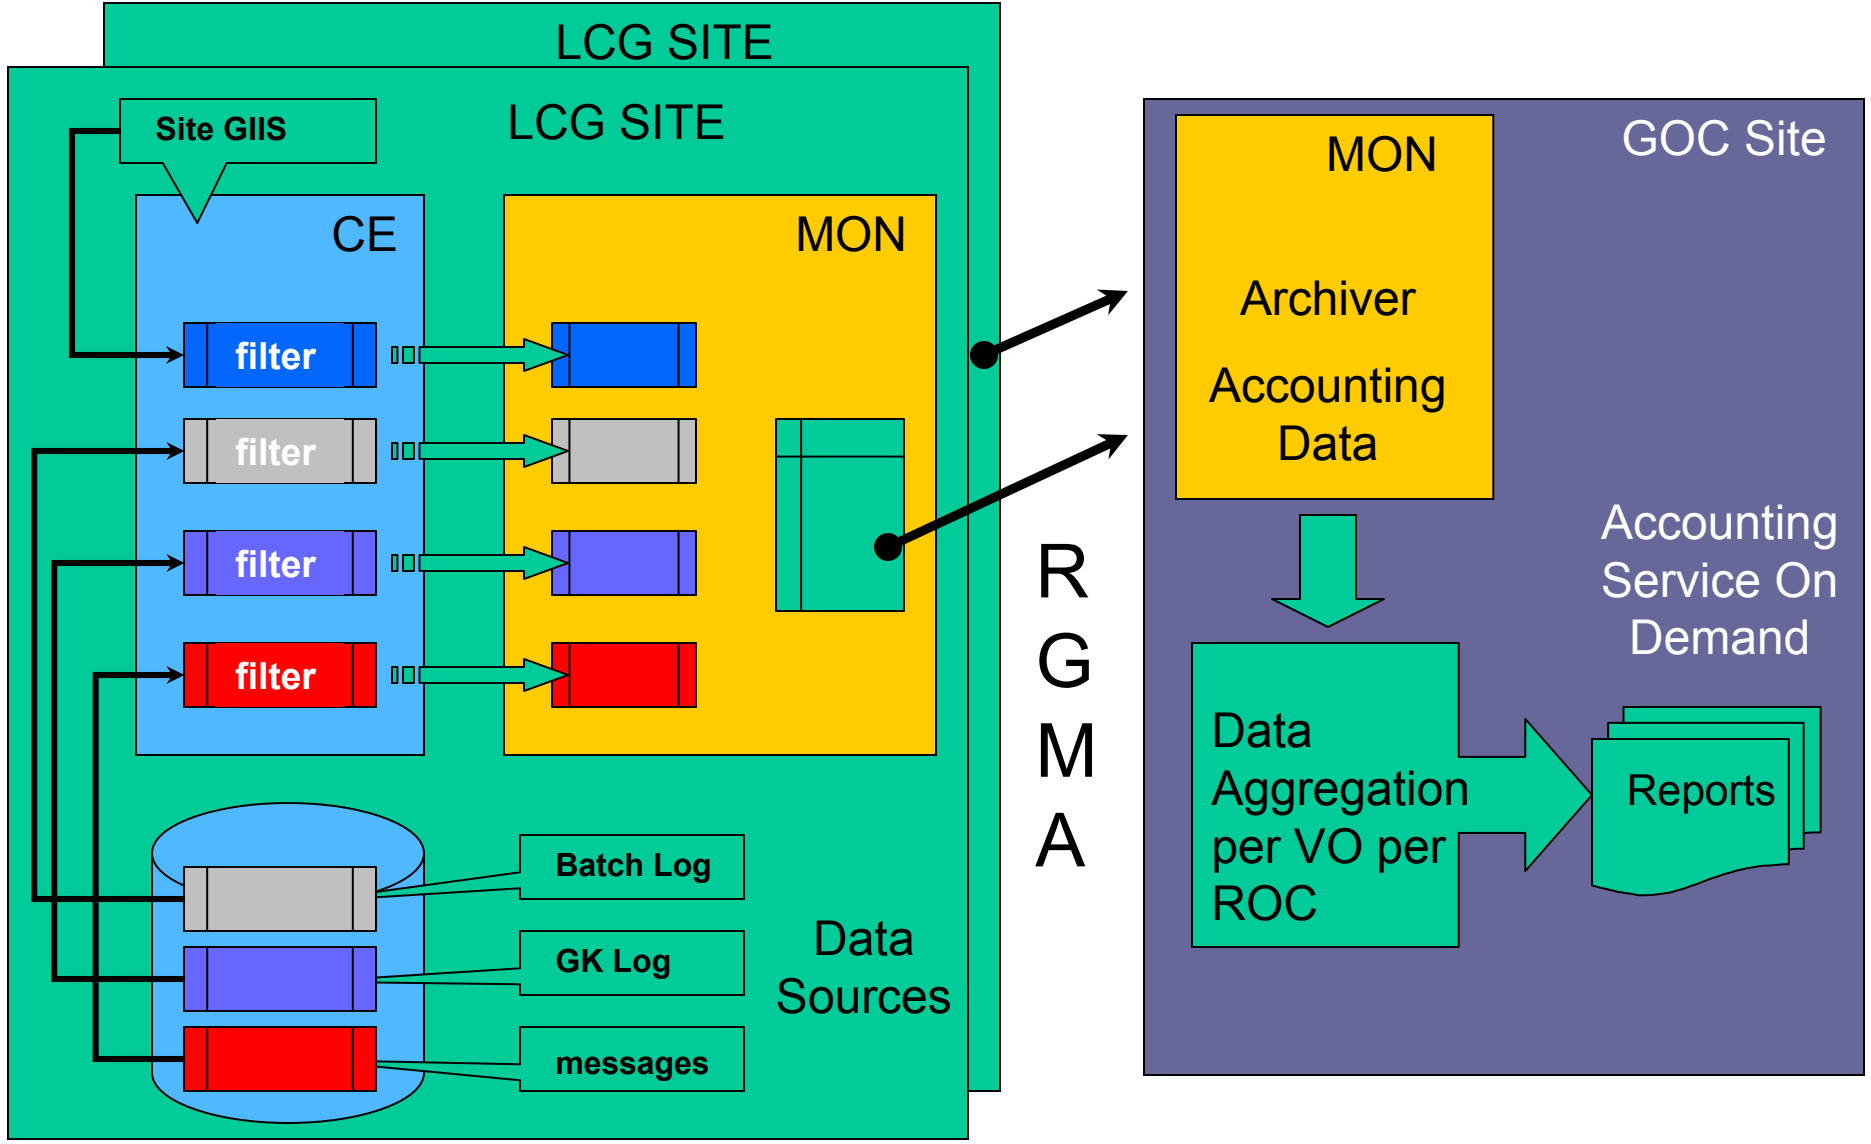 LCG SITE
LCG SITE
Site GIIS
CE
MON
filter
filter
filter
filter
Batch Log
GK Log
messages
Data
Sources
R
G
M
A
GOC Site
MON
Archiver
Accounting
Data
Accounting
Service On
Demand
Data
Aggregation
per VO per
ROC
Reports